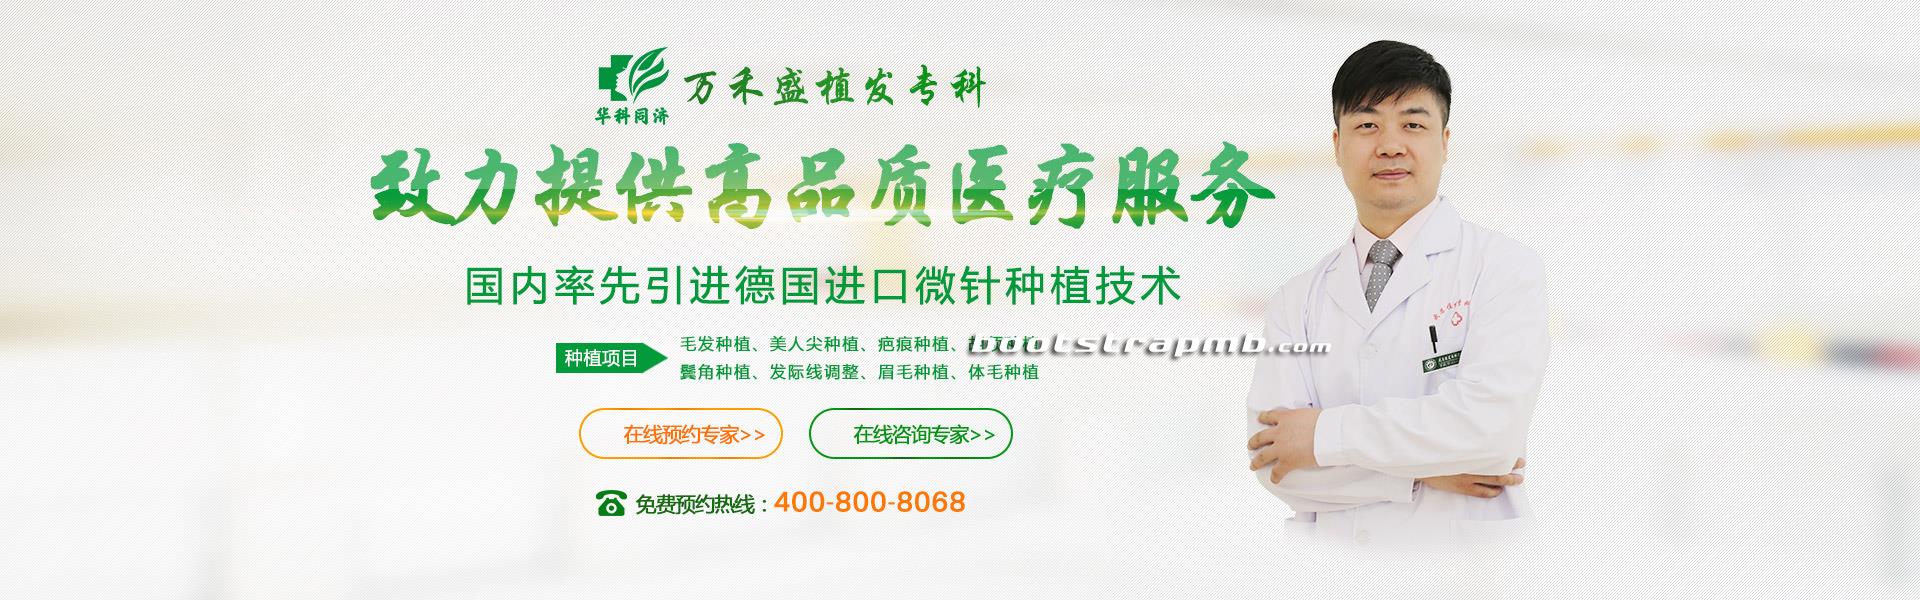 万禾盛植发专科
华科同济
致力提供高品质医疗服务
国内率先引进德国进口微针种植技术
种植项目
毛发种植、美人尖种植、疤痕种植、
鬓角种植、发际线调整、眉毛种植、体毛种植
bootstrapmb.com
在线预约专家>>
在线咨询专家>>
免费预约热线：400-800-8068